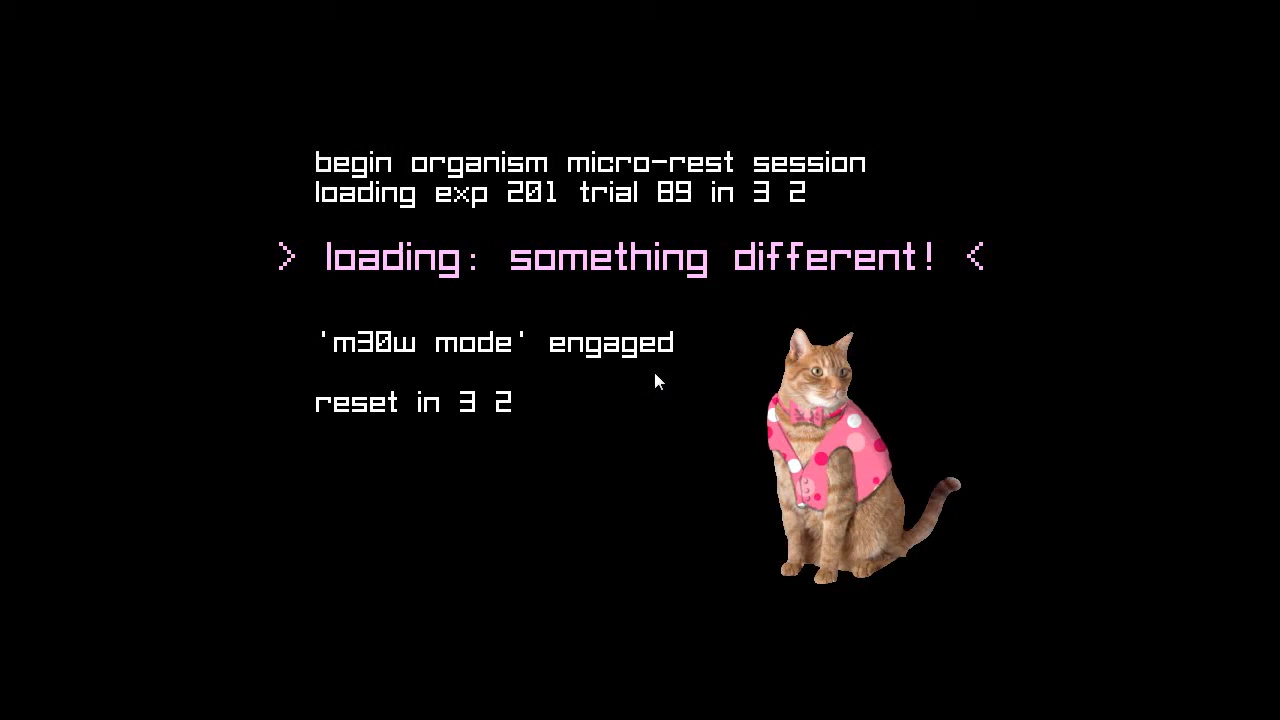 begin organism micro-rest session
loading exp 201 trial 89 in 3 2
> loading: something different! <
'm30w mode' engaged
reset in 3 2